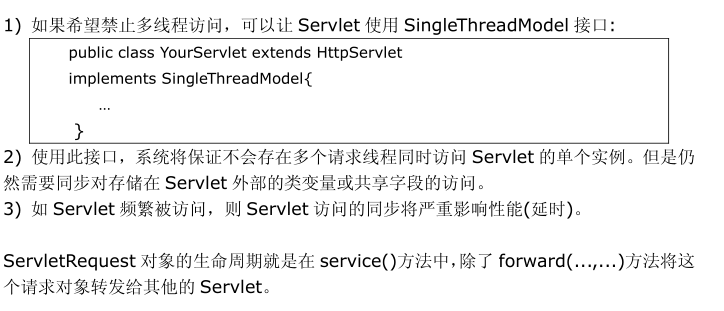 1) 如果希望禁止多线程访问，可以让 Servlet 使用 SingleThreadModel 接口:
public class YourServlet extends HttpServlet
implements SingleThreadModel{
…
}
2) 使用此接口，系统将保证不会存在多个请求线程同时访问 Servlet 的单个实例。但是仍
然需要同步对存储在 Servlet 外部的类变量或共享字段的访问。
3) 如 Servlet 频繁被访问，则 Servlet 访问的同步将严重影响性能(延时)。
ServletRequest 对象的生命周期就是在 service()方法中,除了 forward(...,...)方法将这
个请求对象转发给其他的 Servlet。